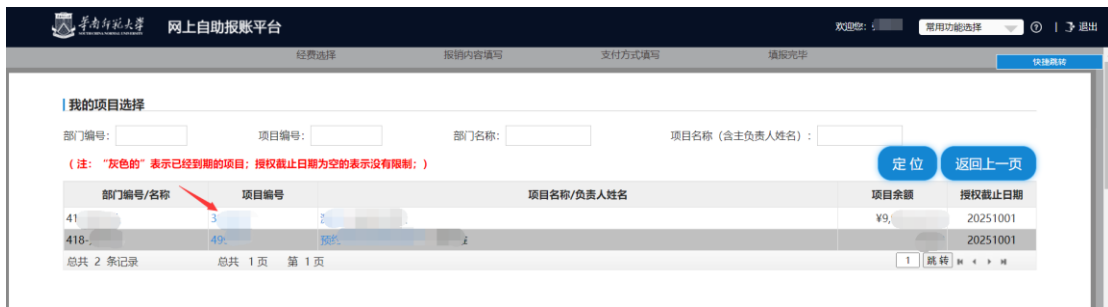 華南師範大學 网上自助报账平台 欢迎您: 常用功能选择 退出
SOUTH CHINA NORMAL UNIVERSITY
经费选择 报销内容填写 支付方式填写 填报完毕
快捷跳转
我的项目选择
部门编号: 项目编号: 部门名称: 项目名称(含主负责人姓名):
(注: “灰色的”表示已经到期的项目; 授权截止日期为空的表示没有限制; )
定位 返回上一页
部门编号/名称 项目编号 项目名称/负责人姓名 项目余额 授权截止日期
41 3 ¥9, 20251001
418- 49 预约 20251001
总共 2 条记录 总共 1页 第 1页 1 跳转